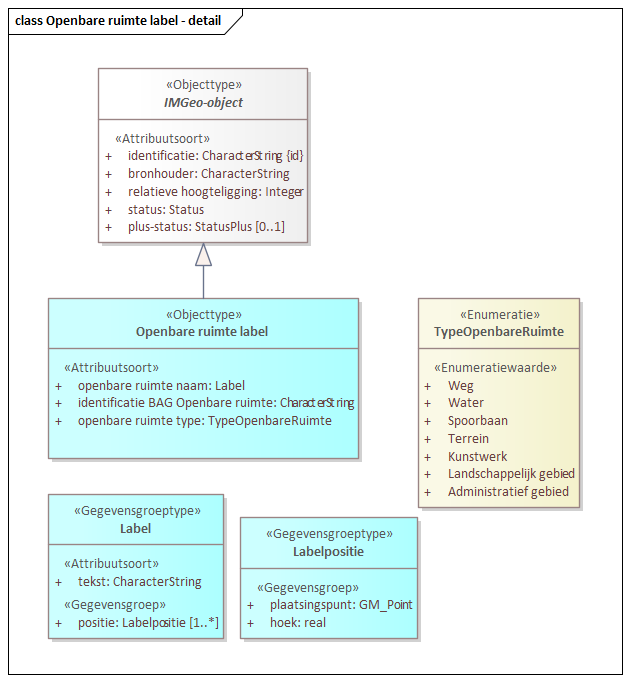 class Openbare ruimte label - detail
«Objecttype»
IMGeo-object
«Attribuutsoort»
+ identificatie: CharacterString {id}
+ bronhouder: CharacterString
+ relatieve hoogteligging: Integer
+ status: Status
+ plus-status: StatusPlus [0..1]
«Objecttype»
Openbare ruimte label
«Attribuutsoort»
+ openbare ruimte naam: Label
+ identificatie BAG Openbare ruimte: CharacterString
+ openbare ruimte type: TypeOpenbareRuimte
«Enumeratie»
TypeOpenbareRuimte
«Enumeratiewaarde»
+ Weg
+ Water
+ Spoorbaan
+ Terrein
+ Kunstwerk
+ Landschappelijk gebied
+ Administratief gebied
«Gegevensgroeptype»
Label
«Attribuutsoort»
+ tekst: CharacterString
«Gegevensgroep»
+ positie: Labelpositie [1..*]
«Gegevensgroeptype»
Labelpositie
«Gegevensgroep»
+ plaatsingspunt: GM_Point
+ hoek: real